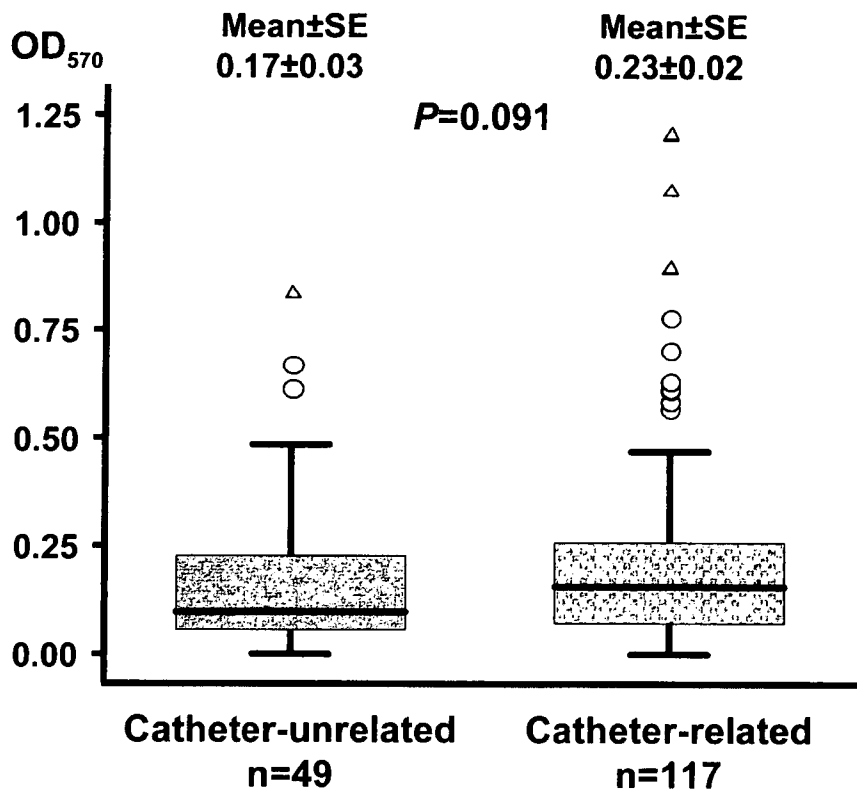 OD570
Mean±SE
0.17±0.03
Mean±SE
0.23±0.02
P=0.091
1.25
1.00
0.75
0.50
0.25
0.00
Catheter-unrelated
n=49
Catheter-related
n=117